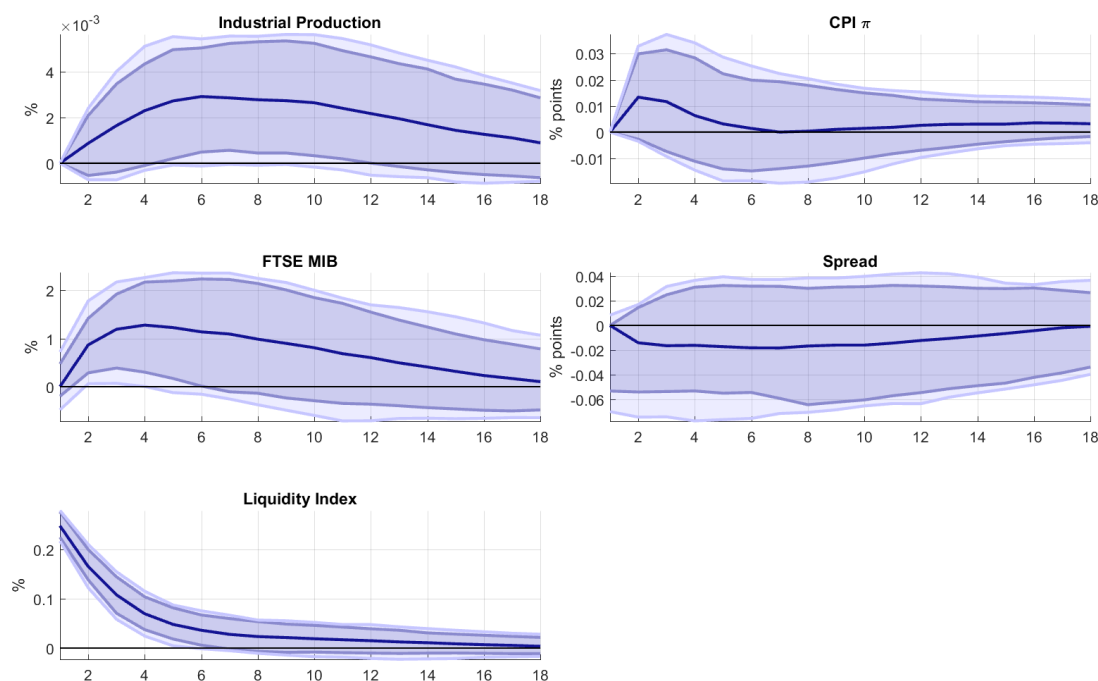 Industrial Production
×10⁻³
%
4
2
0
2 4 6 8 10 12 14 16 18
CPI π
% points
0.03
0.02
0.01
0
-0.01
2 4 6 8 10 12 14 16 18
FTSE MIB
%
2
1
0
2 4 6 8 10 12 14 16 18
Spread
% points
0.04
0.02
0
-0.02
-0.04
-0.06
2 4 6 8 10 12 14 16 18
Liquidity Index
%
0.2
0.1
0
2 4 6 8 10 12 14 16 18